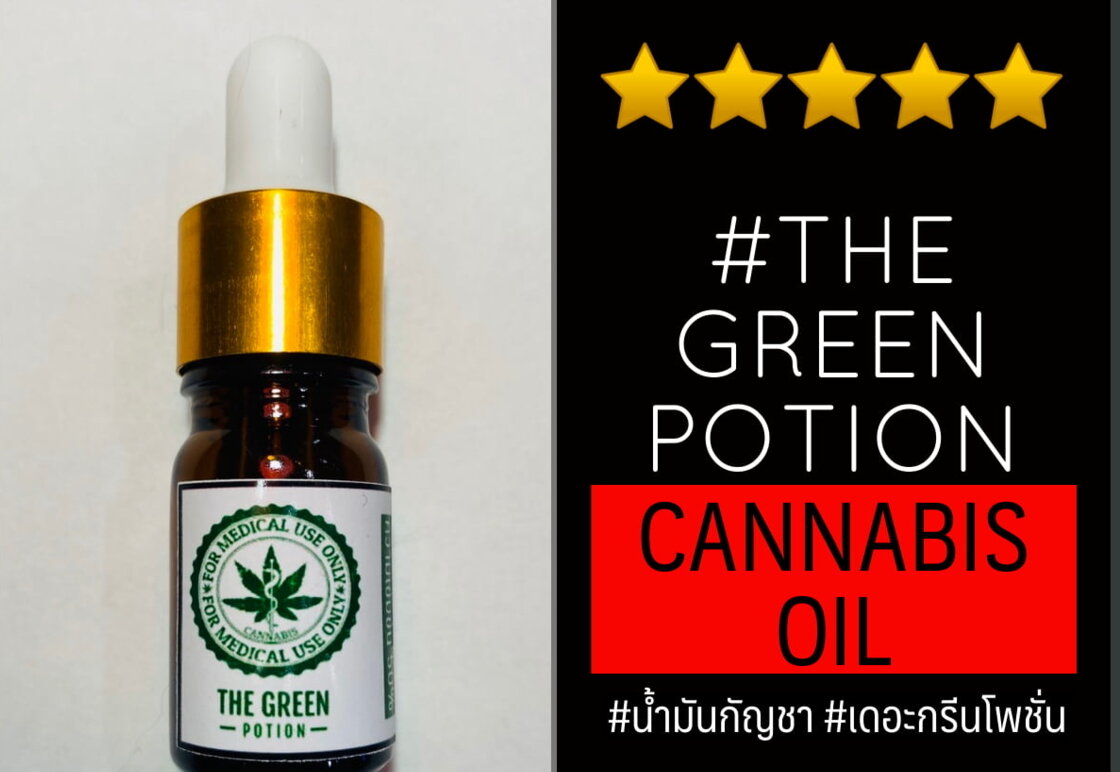 FOR MEDICAL USE ONLY
FOR MEDICAL USE ONLY
CANNABIS
THE GREEN
POTION
#THE
GREEN
POTION
CANNABIS
OIL
#น้ำมันกัญชา #เดอะกรีนโพชั่น